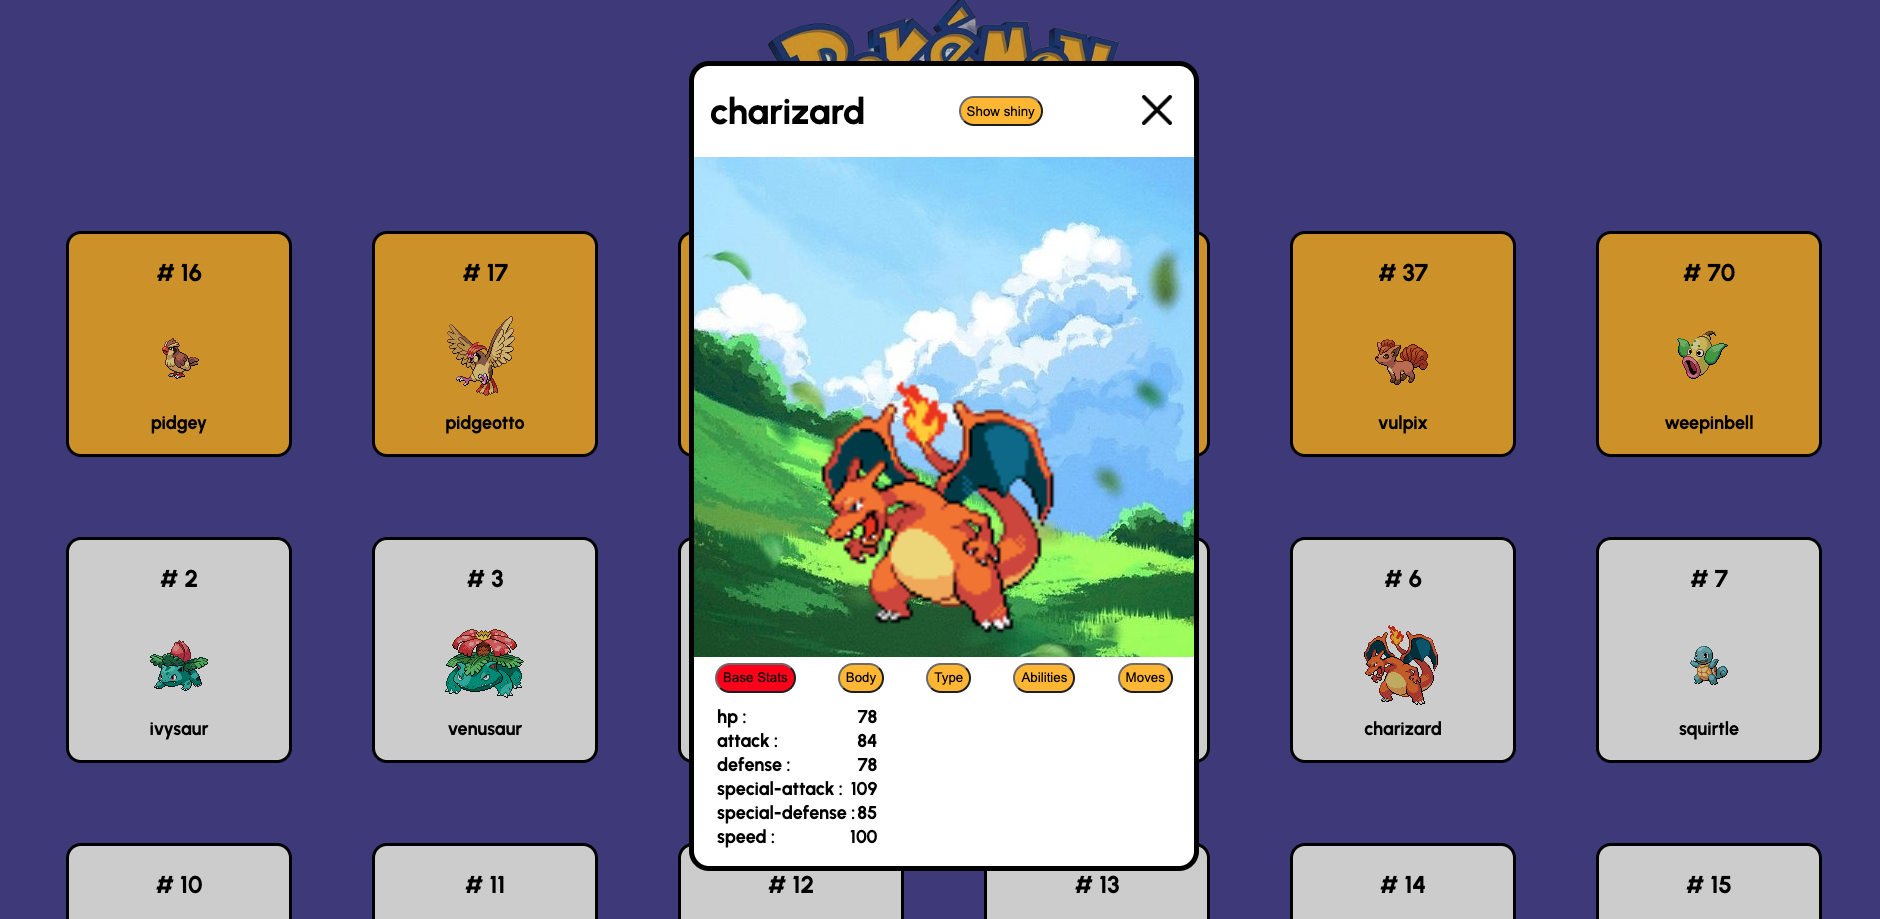 Pokémon
charizard
Show shiny
# 16
# 17
# 37
# 70
pidgey
pidgeotto
vulpix
weepinbell
# 2
# 3
# 6
# 7
ivysaur
venusaur
charizard
squirtle
Base Stats
Body
Type
Abilities
Moves
hp : 78
attack : 84
defense : 78
special-attack : 109
special-defense : 85
speed : 100
# 10
# 11
# 12
# 13
# 14
# 15